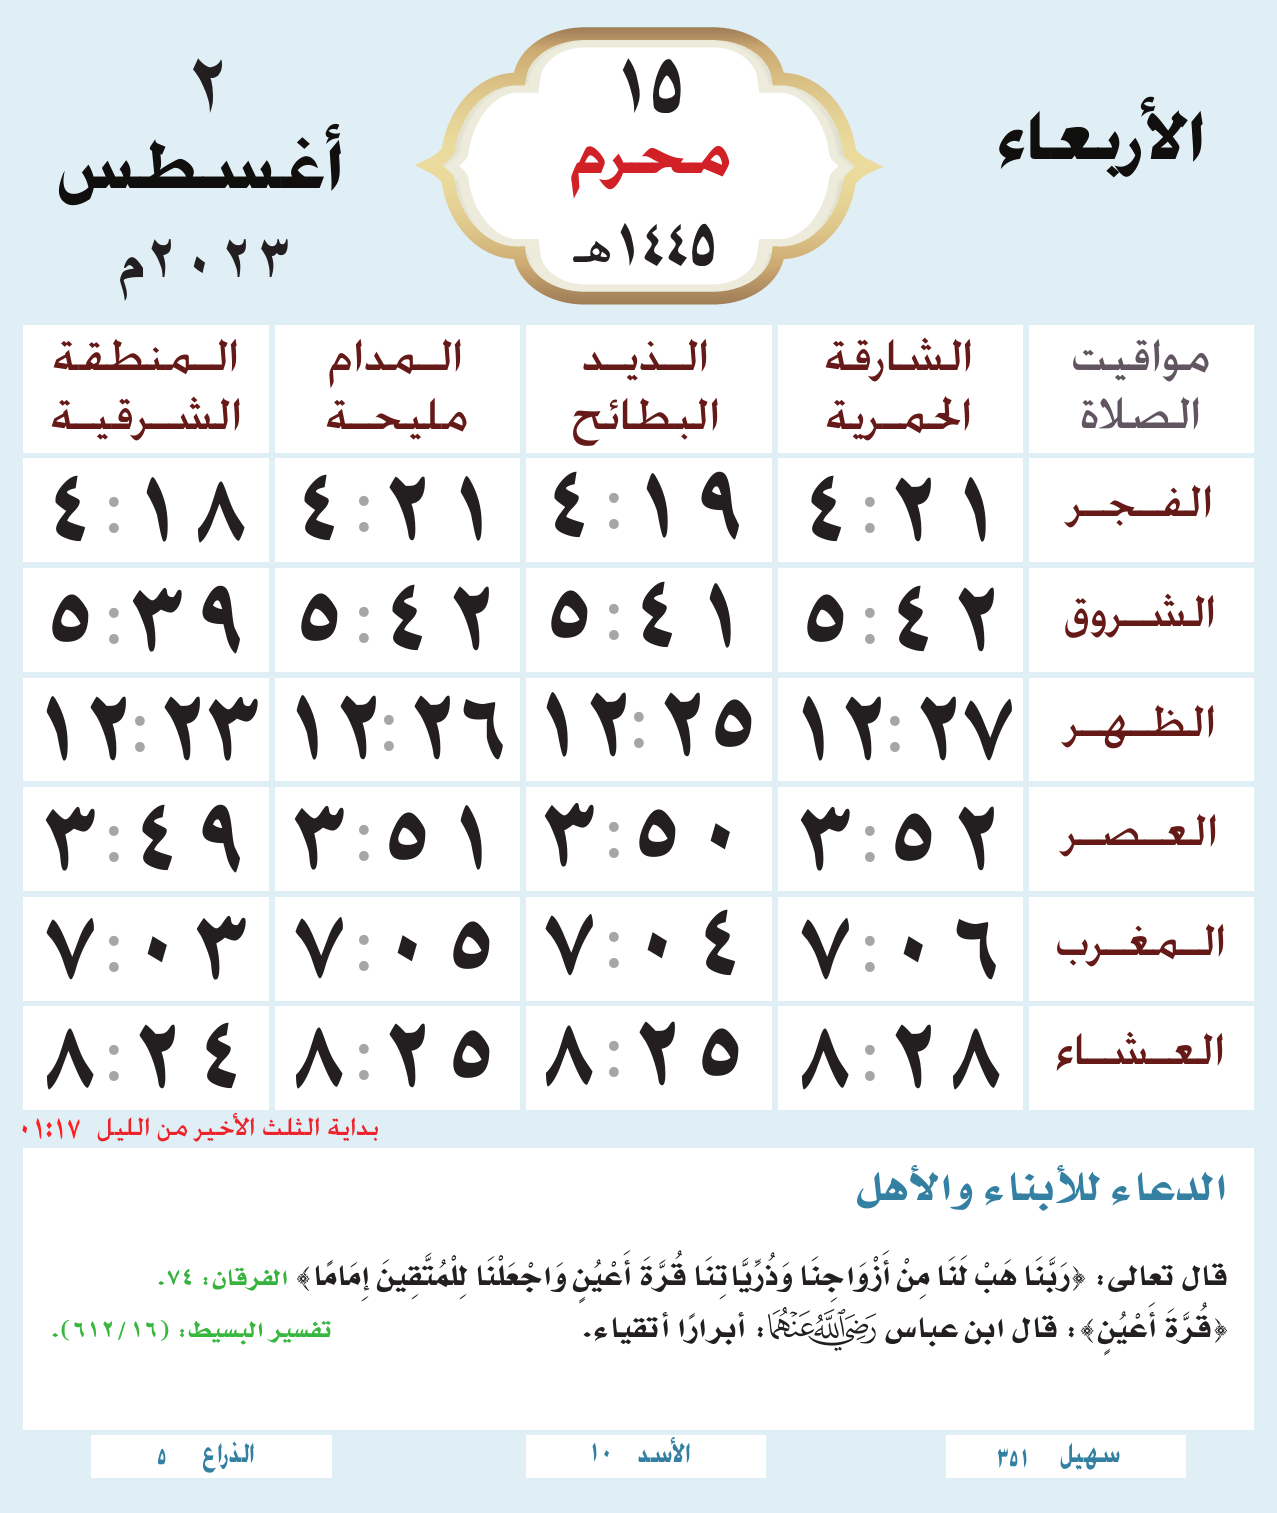 الأربعاء
١٥
محرم
١٤٤٥هـ
٢
أغسطس
٢٠٢٣م
مواقيت الصلاة
الشارقة الحمرية
الذيد البطائح
المدام مليحة
المنطقة الشرقية
الفجر ٤:٢١ ٤:١٩ ٤:٢١ ٤:١٨
الشروق ٥:٤٢ ٥:٤١ ٥:٤٢ ٥:٣٩
الظهر ١٢:٢٧ ١٢:٢٥ ١٢:٢٦ ١٢:٢٣
العصر ٣:٥٢ ٣:٥٠ ٣:٥١ ٣:٤٩
المغرب ٧:٠٦ ٧:٠٤ ٧:٠٥ ٧:٠٣
العشاء ٨:٢٨ ٨:٢٥ ٨:٢٥ ٨:٢٤
بداية الثلث الأخير من الليل ٠١:١٧
الدعاء للأبناء والأهل
قال تعالى: ﴿رَبَّنَا هَبْ لَنَا مِنْ أَزْوَاجِنَا وَذُرِّيَّاتِنَا قُرَّةَ أَعْيُنٍ وَاجْعَلْنَا لِلْمُتَّقِينَ إِمَامًا﴾ الفرقان: ٧٤.
﴿قُرَّةَ أَعْيُنٍ﴾: قال ابن عباس رَضِيَ اللَّهُ عَنْهُمَا: أبرارًا أتقياء. تفسير البسيط: (٦١٢/١٦).
سهيل ٣٥١
الأسد ١٠
الذراع ٥